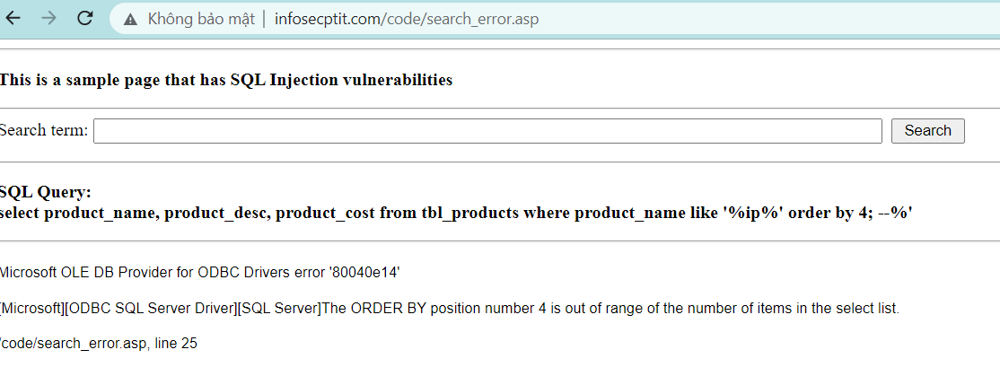 Không bảo mật | infosecptit.com/code/search_error.asp
This is a sample page that has SQL Injection vulnerabilities
Search term: Search
SQL Query:
select product_name, product_desc, product_cost from tbl_products where product_name like '%ip%' order by 4; --%'
Microsoft OLE DB Provider for ODBC Drivers error '80040e14'
[Microsoft][ODBC SQL Server Driver][SQL Server]The ORDER BY position number 4 is out of range of the number of items in the select list.
/code/search_error.asp, line 25